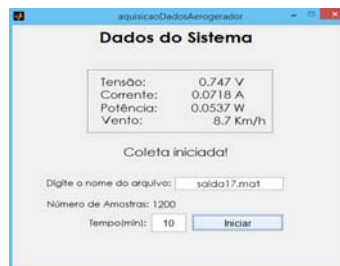 aquisicaoDadosAerogerador
Dados do Sistema
Tensão: 0.747 V
Corrente: 0.0718 A
Potência: 0.0537 W
Vento: 8.7 Km/h
Coleta iniciada!
Digite o nome do arquivo: saida17.mat
Número de Amostras: 1200
Tempo(min): 10 Iniciar